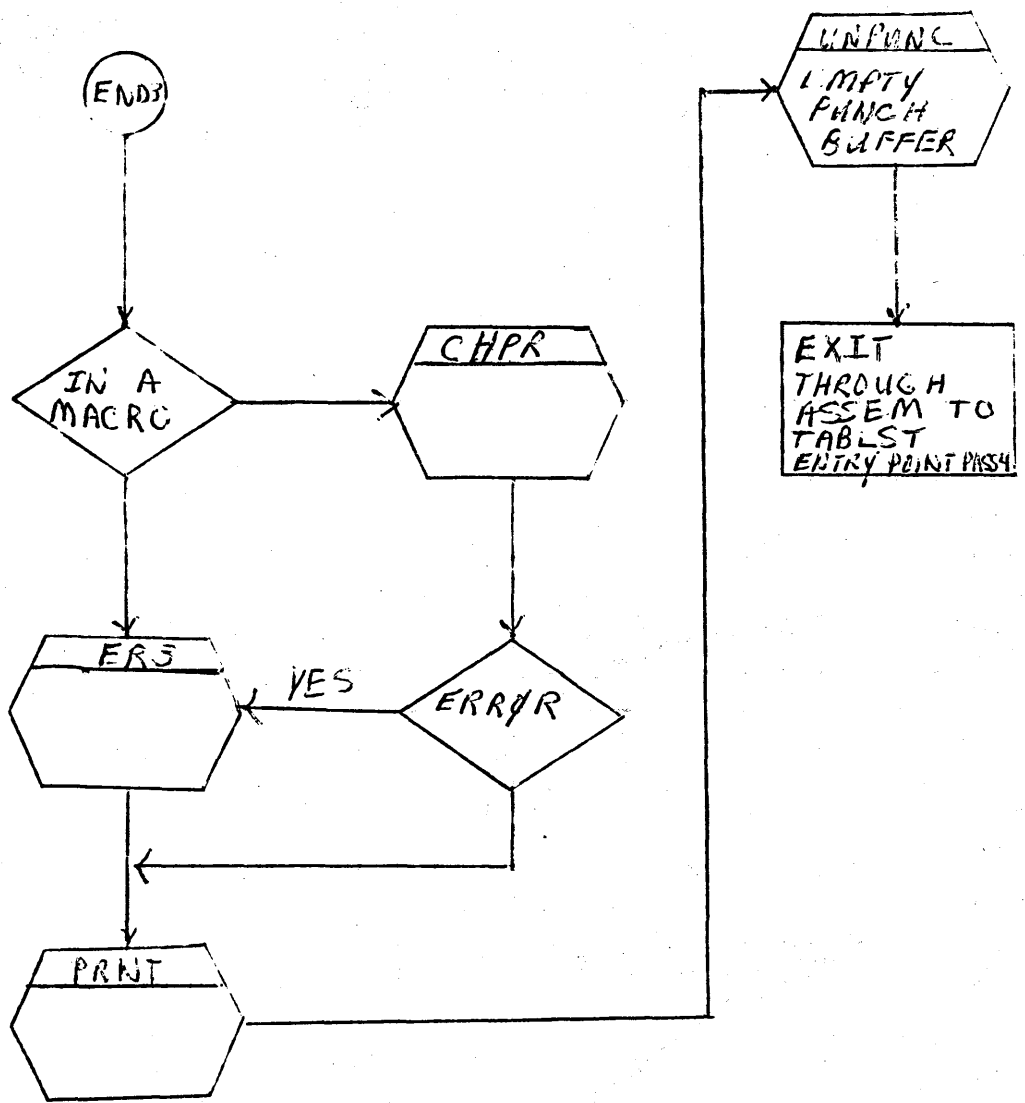 END3
IN A
MACRO
CHPR
ER3
YES
ERRØR
PRNT
UNPUNC
EMPTY
PUNCH
BUFFER
EXIT
THROUGH
ASSEM TO
TABLST
ENTRY POINT PASS4